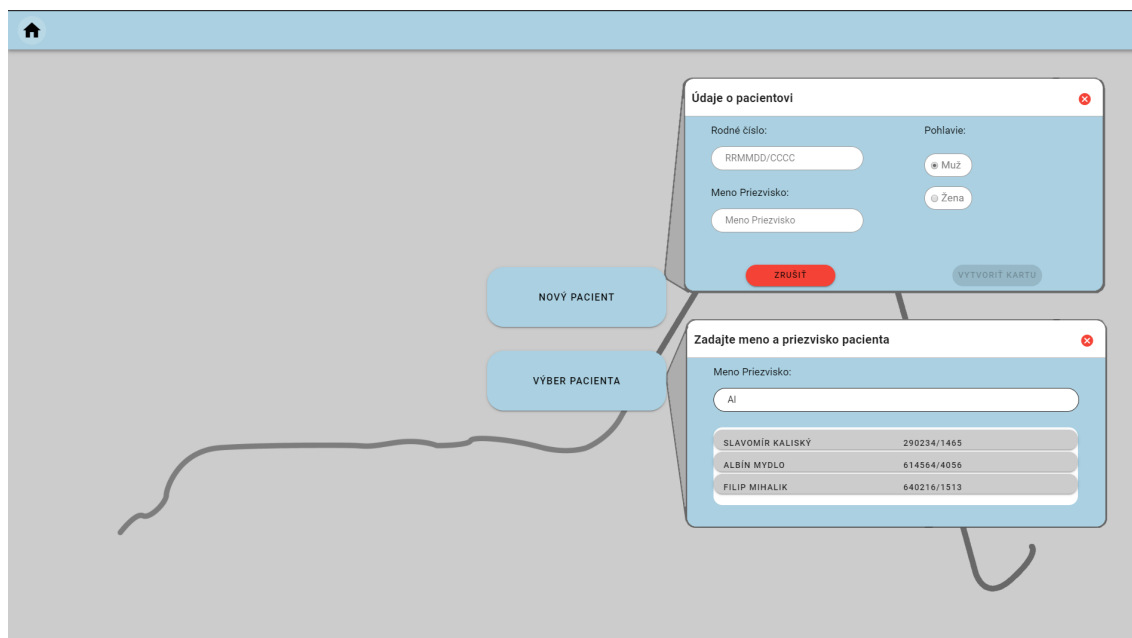 Údaje o pacientovi
Rodné číslo:
Pohlavie:
RRMMDD/CCCC
Muž
Meno Priezvisko:
Žena
Meno Priezvisko
ZRUŠIŤ
VYTVORIŤ KARTU
NOVÝ PACIENT
VÝBER PACIENTA
Zadajte meno a priezvisko pacienta
Meno Priezvisko:
Al
SLAVOMÍR KALISKÝ 290234/1465
ALBÍN MYDLO 614564/4056
FILIP MIHALIK 640216/1513